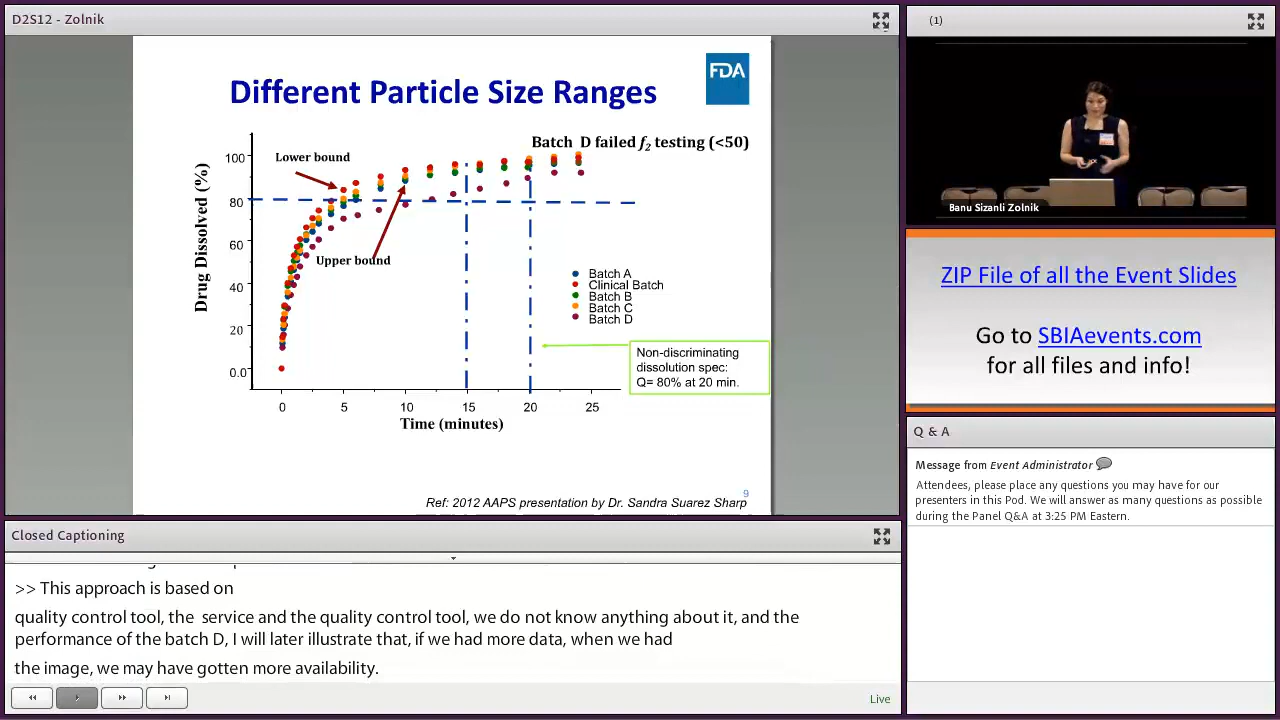 D2S12 - Zolnik
FDA
Different Particle Size Ranges
Batch D failed f2 testing (<50)
Lower bound
Upper bound
Drug Dissolved (%)
100
80
60
40
20
0.0
0
5
10
15
20
25
Time (minutes)
Batch A
Clinical Batch
Batch B
Batch C
Batch D
Non-discriminating
dissolution spec:
Q= 80% at 20 min.
9
Ref: 2012 AAPS presentation by Dr. Sandra Suarez Sharp
(1)
Banu Sizanli Zolnik
ZIP File of all the Event Slides
Go to SBIAevents.com
for all files and info!
Q & A
Message from Event Administrator
Attendees, please place any questions you may have for our
presenters in this Pod. We will answer as many questions as possible
during the Panel Q&A at 3:25 PM Eastern.
Closed Captioning
>> This approach is based on
quality control tool, the service and the quality control tool, we do not know anything about it, and the
performance of the batch D, I will later illustrate that, if we had more data, when we had
the image, we may have gotten more availability.
Live